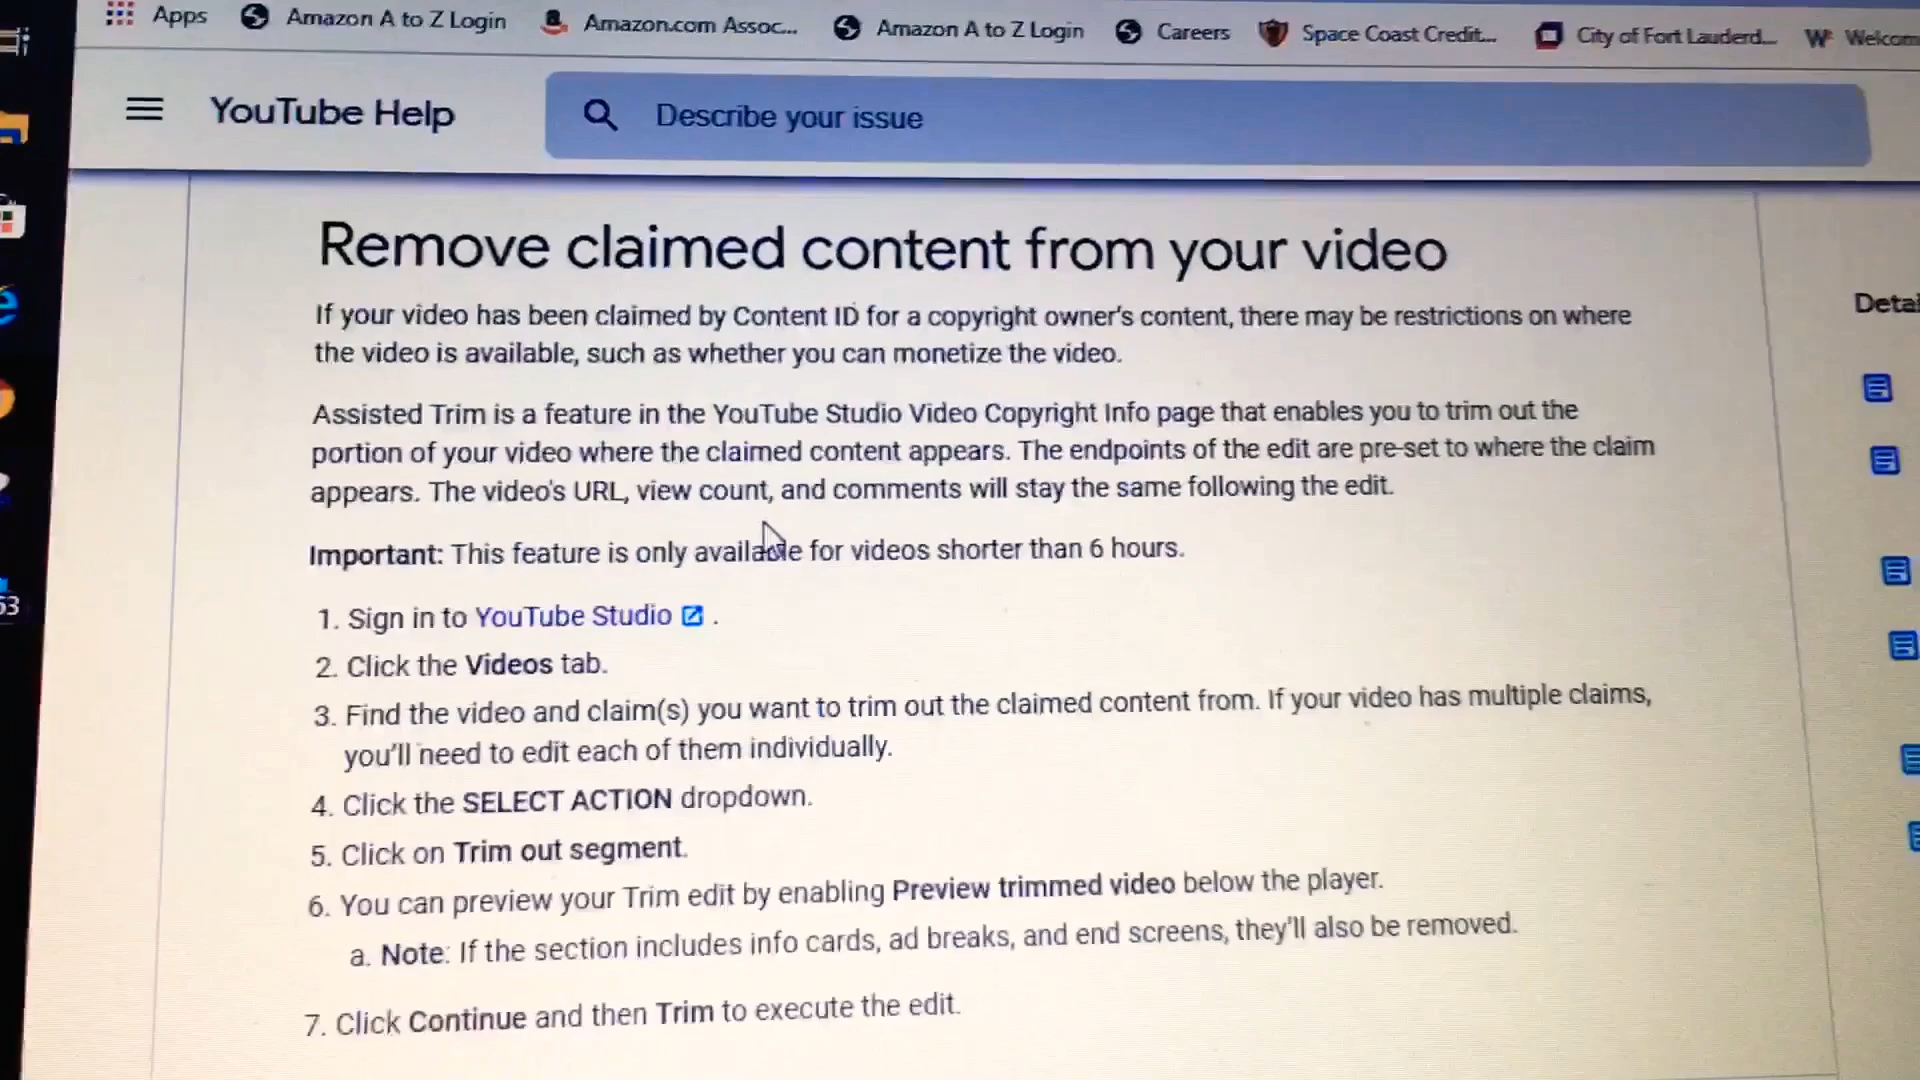 Apps Amazon A to Z Login Amazon.com Assoc... Amazon A to Z Login Careers Space Coast Credit... City of Fort Lauderd... Welcom
YouTube Help Describe your issue
Remove claimed content from your video
If your video has been claimed by Content ID for a copyright owner's content, there may be restrictions on where
the video is available, such as whether you can monetize the video.
Detai
Assisted Trim is a feature in the YouTube Studio Video Copyright Info page that enables you to trim out the
portion of your video where the claimed content appears. The endpoints of the edit are pre-set to where the claim
appears. The video's URL, view count, and comments will stay the same following the edit.
Important: This feature is only available for videos shorter than 6 hours.
53
1. Sign in to YouTube Studio .
2. Click the Videos tab.
3. Find the video and claim(s) you want to trim out the claimed content from. If your video has multiple claims,
you'll need to edit each of them individually.
4. Click the SELECT ACTION dropdown.
5. Click on Trim out segment.
6. You can preview your Trim edit by enabling Preview trimmed video below the player.
a. Note: If the section includes info cards, ad breaks, and end screens, they'll also be removed.
7. Click Continue and then Trim to execute the edit.